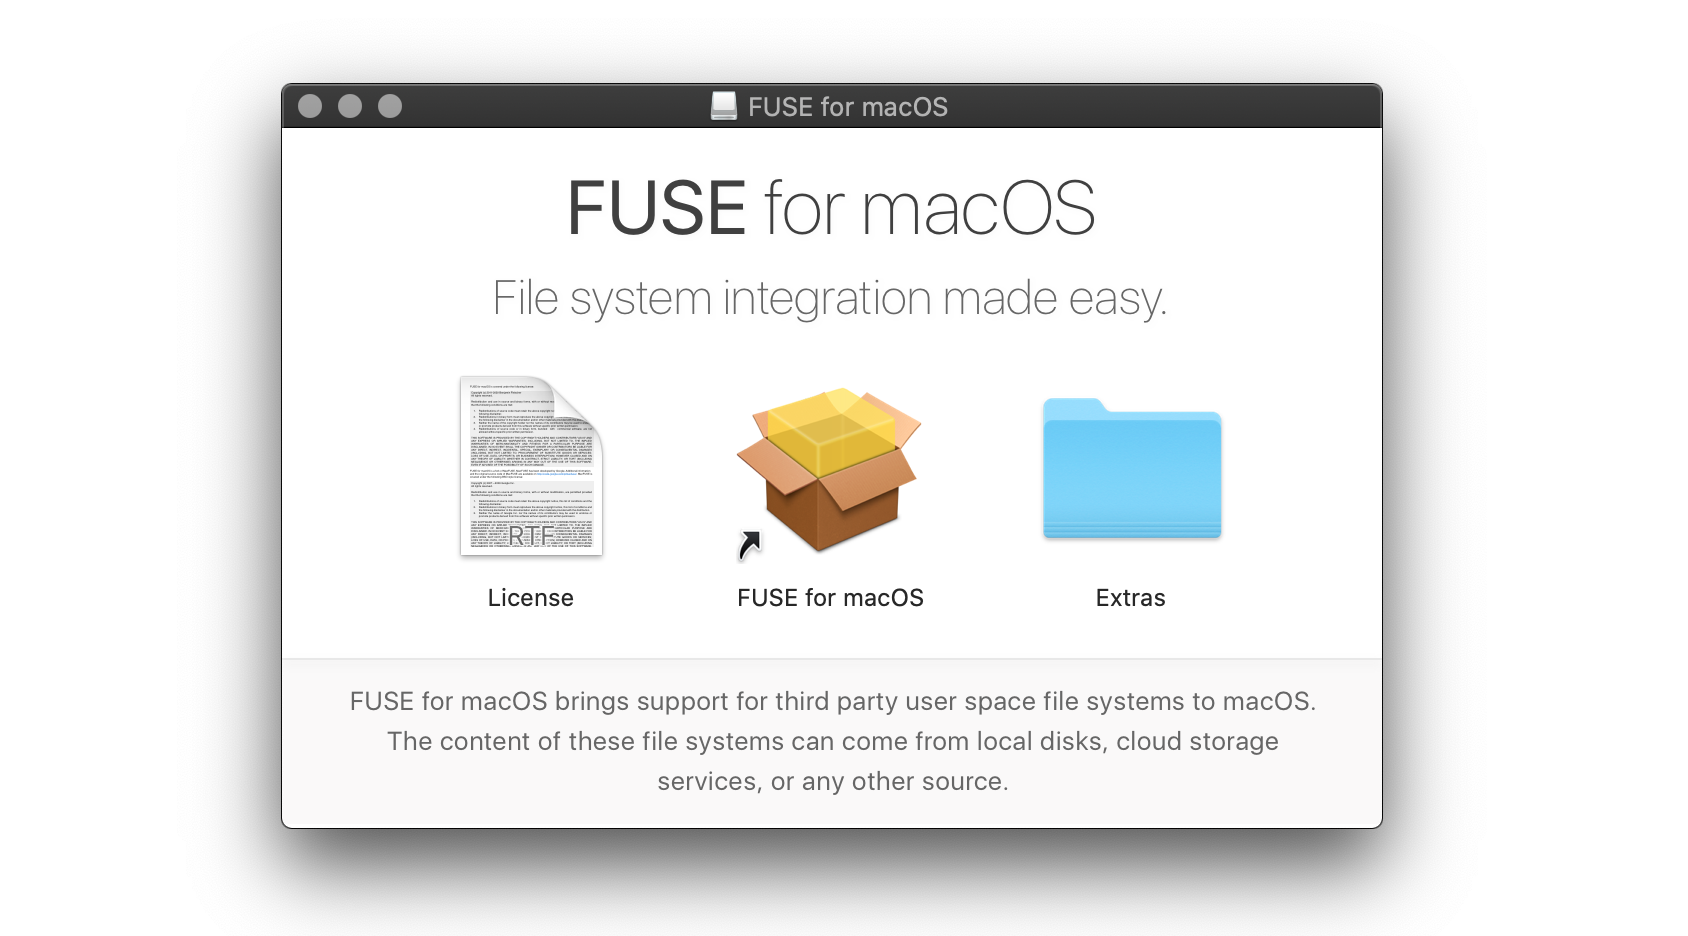 FUSE for macOS
FUSE for macOS
File system integration made easy.
RTF
License
FUSE for macOS
Extras
FUSE for macOS brings support for third party user space file systems to macOS.
The content of these file systems can come from local disks, cloud storage
services, or any other source.